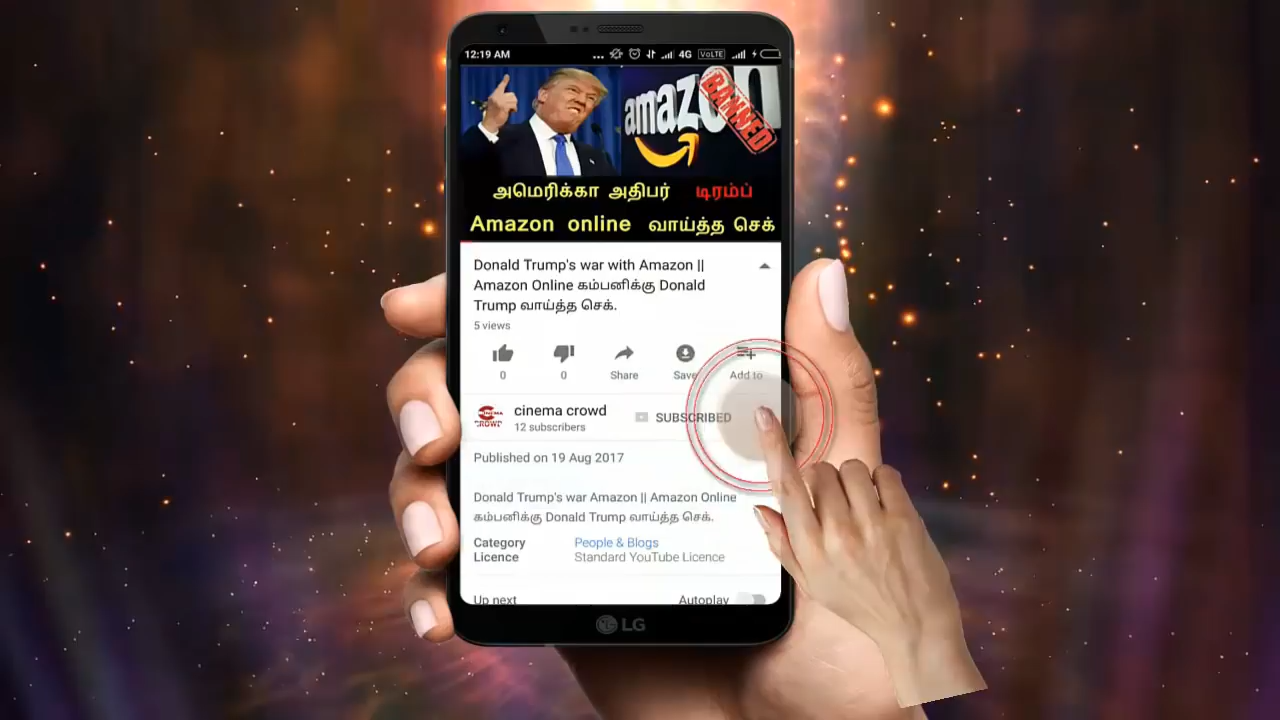 12:19 AM ... 4G VoLTE
amazon
BANNED
அமெரிக்கா அதிபர் டிரம்ப்
Amazon online வாய்த்த செக்
Donald Trump's war with Amazon ||
Amazon Online கம்பனிக்கு Donald
Trump வாய்த்த செக்.
5 views
0 0 Share Save Add to
CINEMA
CROWD
cinema crowd
SUBSCRIBED
12 subscribers
Published on 19 Aug 2017
Donald Trump's war Amazon || Amazon Online
கம்பனிக்கு Donald Trump வாய்த்த செக்.
Category People & Blogs
Licence Standard YouTube Licence
Up next Autoplay
LG